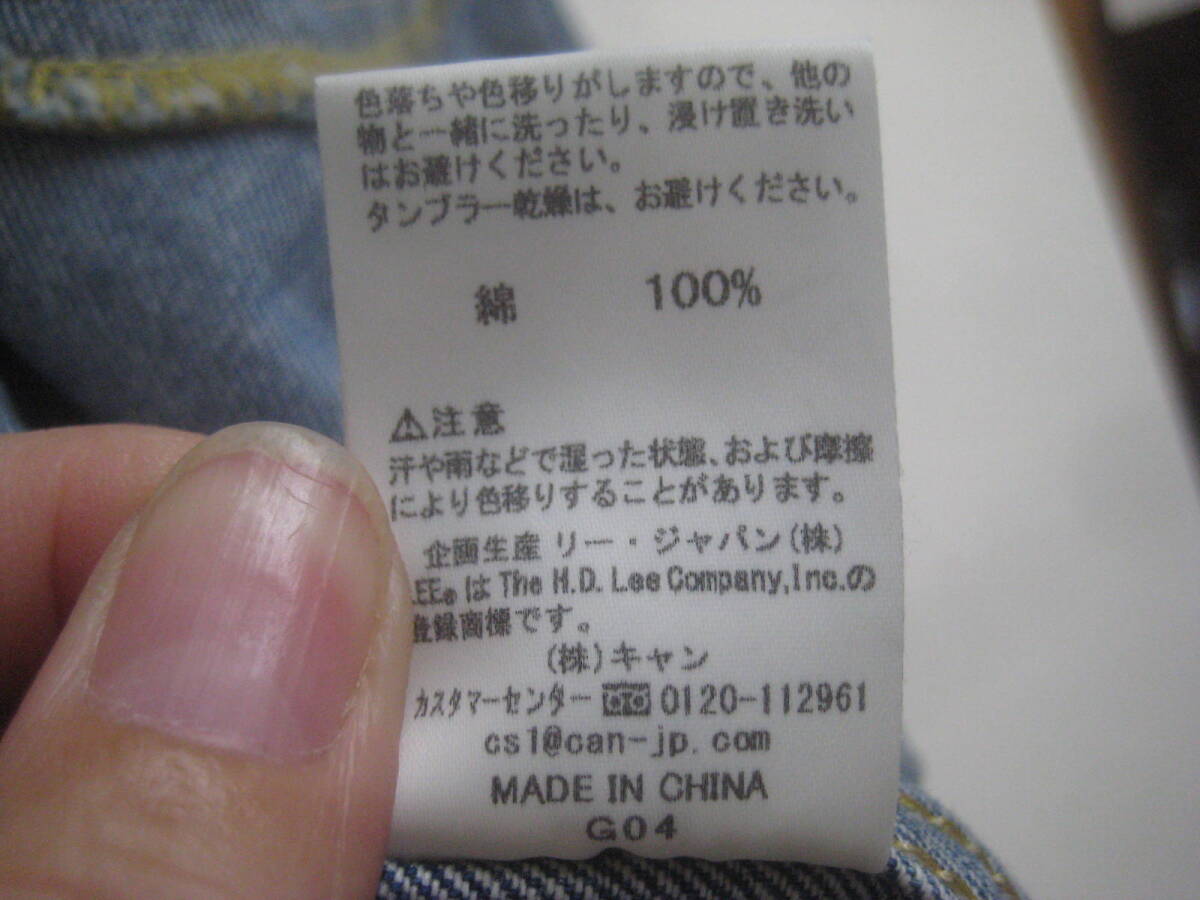 色落ちや色移りがしますので、他の
物と一緒に洗ったり、浸け置き洗い
はお避けください。
タンブラー乾燥は、お避けください。
綿 100%
⚠注意
汗や雨などで湿った状態、および摩擦
により色移りすることがあります。
企画生産 リー・ジャパン(株)
LEE®は The H.D. Lee Company,Inc.の
登録商標です。
(株)キャン
カスタマーセンター 0120-112961
cs1@can-jp.com
MADE IN CHINA
G04